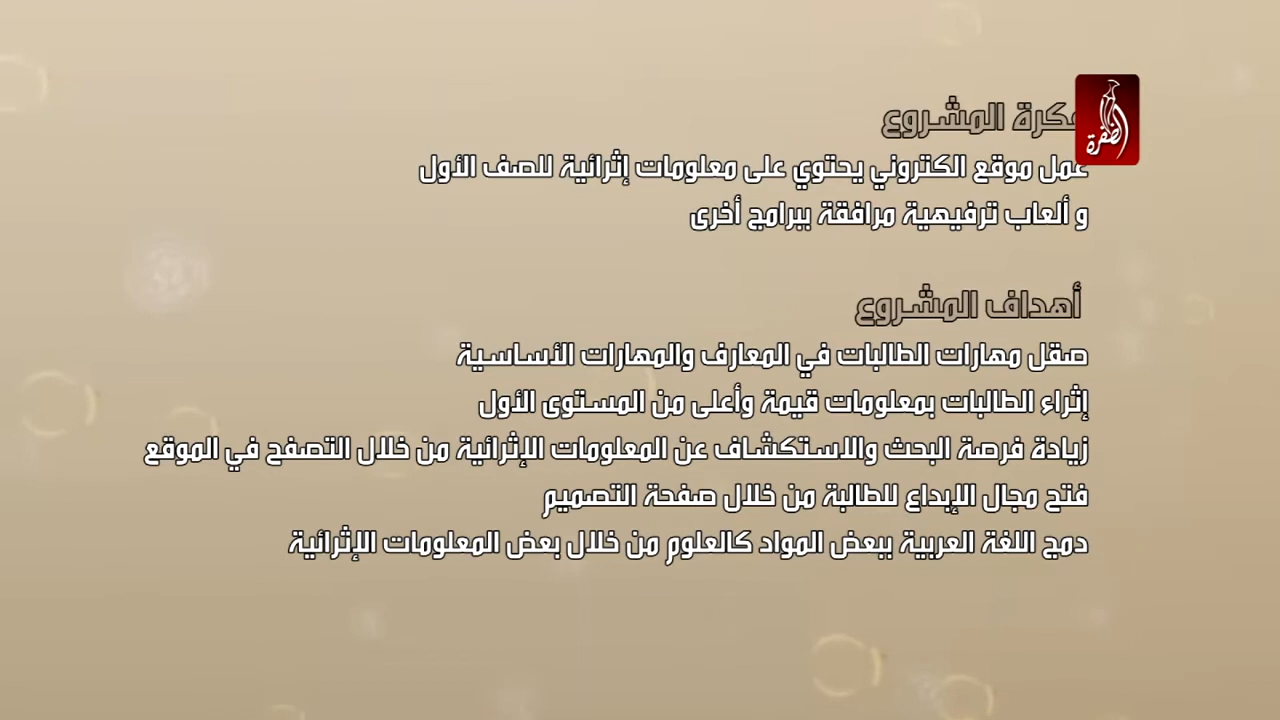 فكرة المشروع
الظفرة
عمل موقع الكتروني يحتوي على معلومات إثرائية للصف الأول
و ألعاب ترفيهية مرافقة ببرامج أخرى
أهداف المشروع
صقل مهارات الطالبات في المعارف والمهارات الأساسية
إثراء الطالبات بمعلومات قيمة وأعلى من المستوى الأول
زيادة فرصة البحث والاستكشاف عن المعلومات الإثرائية من خلال التصفح في الموقع
فتح مجال الإبداع للطالبة من خلال صفحة التصميم
دمج اللغة العربية ببعض المواد كالعلوم من خلال بعض المعلومات الإثرائية